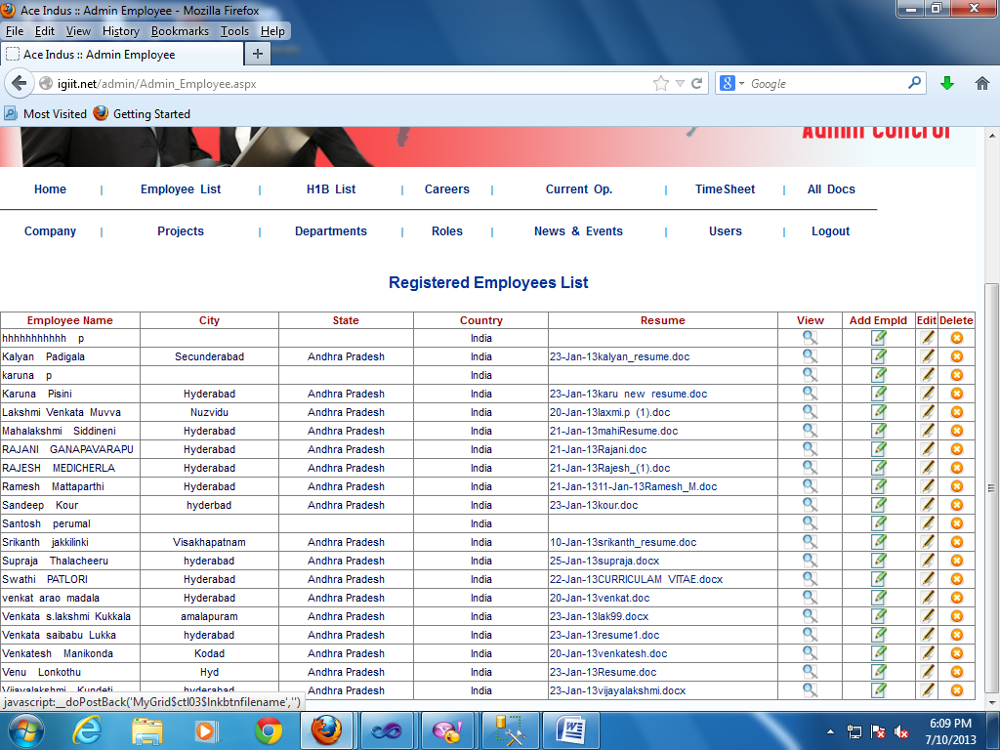 Ace Indus :: Admin Employee - Mozilla Firefox
File Edit View History Bookmarks Tools Help
Ace Indus :: Admin Employee +
igiit.net/admin/Admin_Employee.aspx 8 Google
Most Visited Getting Started
Admin Control
Home | Employee List | H1B List | Careers | Current Op. | TimeSheet | All Docs
Company | Projects | Departments | Roles | News & Events | Users | Logout
Registered Employees List
Employee Name City State Country Resume View Add EmpId Edit Delete
hhhhhhhhhhh p India
Kalyan Padigala Secunderabad Andhra Pradesh India 23-Jan-13kalyan_resume.doc
karuna p India
Karuna Pisini Hyderabad Andhra Pradesh India 23-Jan-13karu new resume.doc
Lakshmi Venkata Muvva Nuzvidu Andhra Pradesh India 20-Jan-13laxmi.p (1).doc
Mahalakshmi Siddineni Hyderabad Andhra Pradesh India 21-Jan-13mahiResume.doc
RAJANI GANAPAVARAPU Hyderabad Andhra Pradesh India 21-Jan-13Rajani.doc
RAJESH MEDICHERLA Hyderabad Andhra Pradesh India 21-Jan-13Rajesh_(1).doc
Ramesh Mattaparthi Hyderabad Andhra Pradesh India 21-Jan-1311-Jan-13Ramesh_M.doc
Sandeep Kour hyderbad Andhra Pradesh India 23-Jan-13kour.doc
Santosh perumal India
Srikanth jakkilinki Visakhapatnam Andhra Pradesh India 10-Jan-13srikanth_resume.doc
Supraja Thalacheeru hyderabad Andhra Pradesh India 25-Jan-13supraja.docx
Swathi PATLORI Hyderabad Andhra Pradesh India 22-Jan-13CURRICULAM VITAE.docx
venkat arao madala Hyderabad Andhra Pradesh India 20-Jan-13venkat.doc
Venkata s.lakshmi Kukkala amalapuram Andhra Pradesh India 23-Jan-13lak99.docx
Venkata saibabu Lukka hyderabad Andhra Pradesh India 23-Jan-13resume1.doc
Venkatesh Manikonda Kodad Andhra Pradesh India 20-Jan-13venkatesh.doc
Venu Lonkothu Hyd Andhra Pradesh India 23-Jan-13Resume.doc
Vijayalakshmi Kundeti hyderabad Andhra Pradesh India 23-Jan-13vijayalakshmi.docx
javascript:__doPostBack('MyGrid$ctl03$lnkbtnfilename','')
6:09 PM
7/10/2013